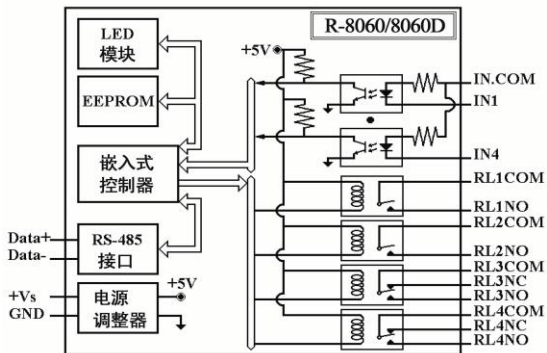 R-8060/8060D
LED
模块
EEPROM
嵌入式
控制器
RS-485
接口
电源
调整器
Data+
Data-
+Vs
GND
+5V
+5V
IN.COM
IN1
IN4
RL1COM
RL1NO
RL2COM
RL2NO
RL3COM
RL3NC
RL3NO
RL4COM
RL4NC
RL4NO